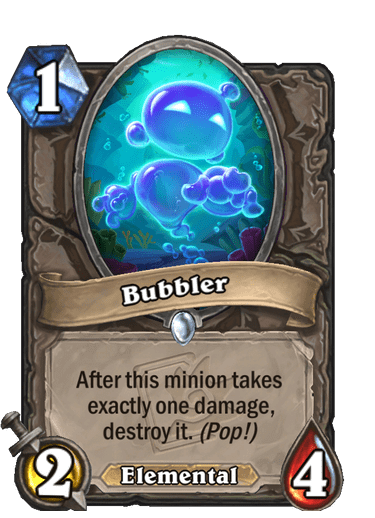 1
Bubbler
After this minion takes
exactly one damage,
destroy it. (Pop!)
2
Elemental
4